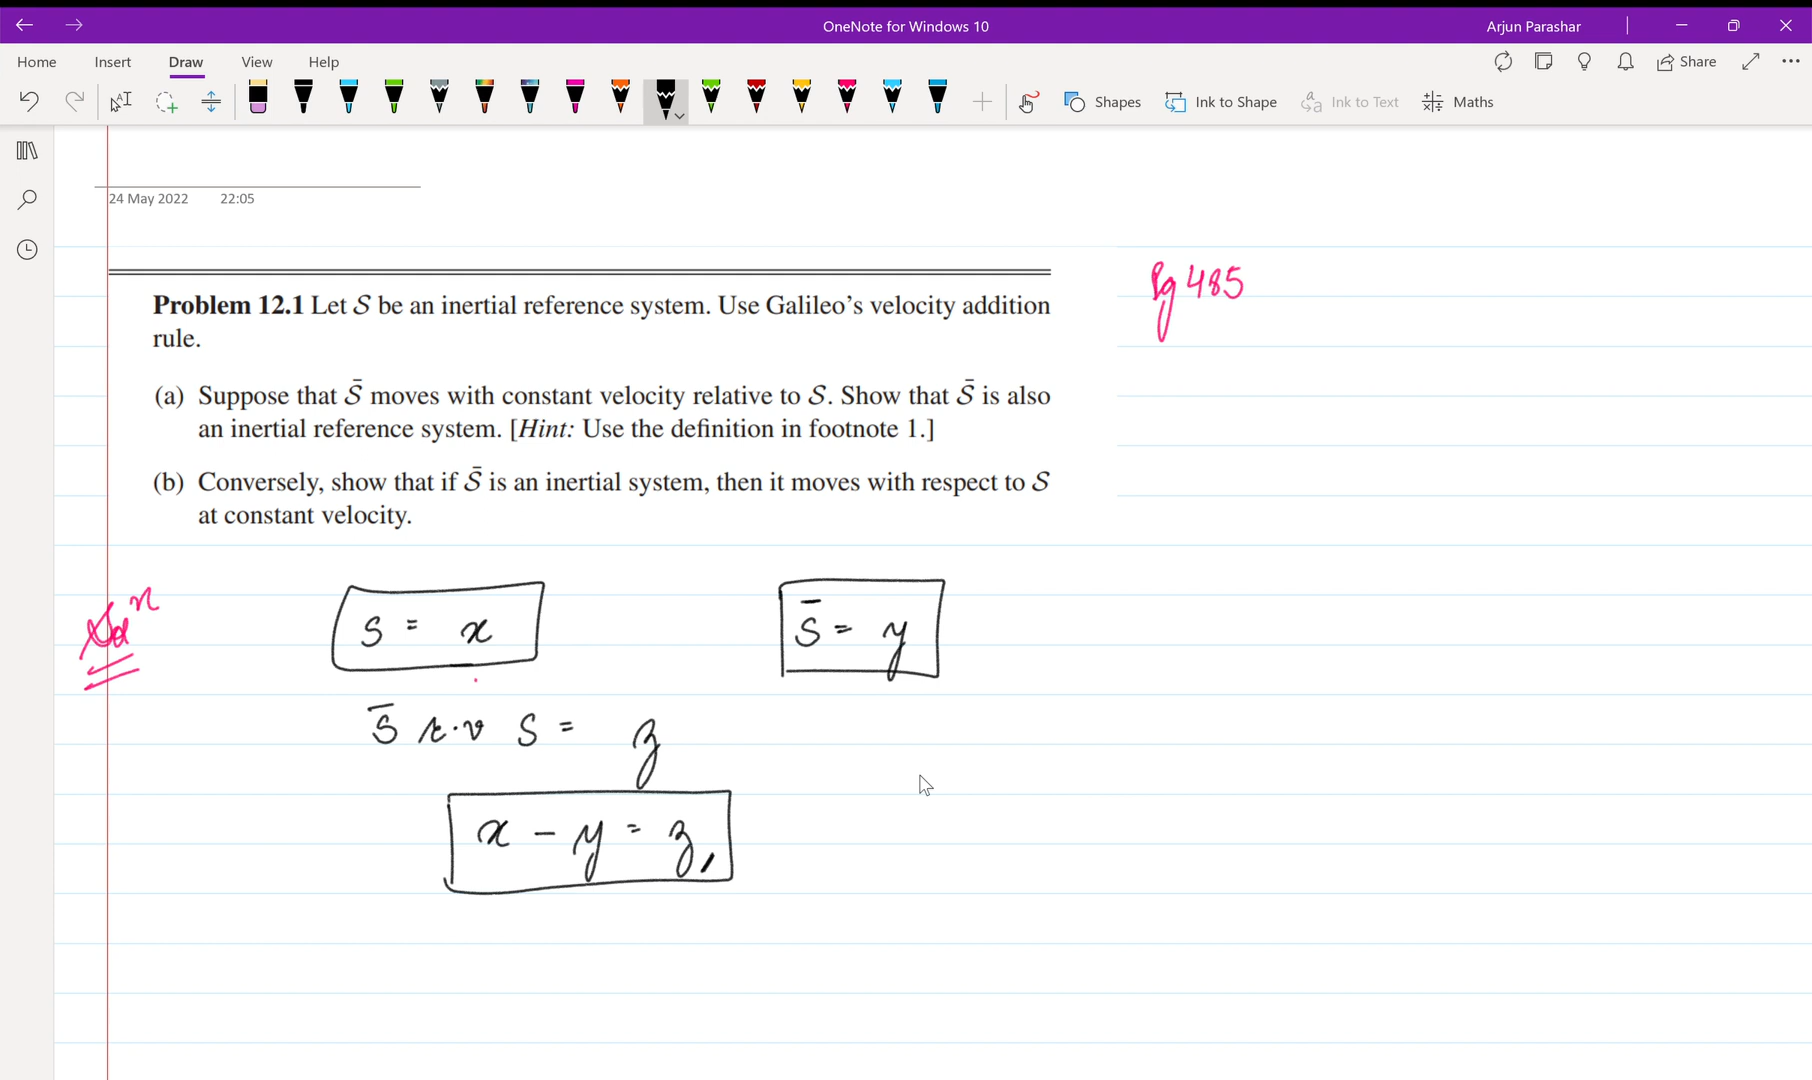 OneNote for Windows 10
Arjun Parashar
Home Insert Draw View Help
Share
Shapes Ink to Shape Ink to Text Maths
24 May 2022 22:05
Pg 485
Problem 12.1 Let S be an inertial reference system. Use Galileo's velocity addition
rule.
(a) Suppose that S̄ moves with constant velocity relative to S. Show that S̄ is also
an inertial reference system. [Hint: Use the definition in footnote 1.]
(b) Conversely, show that if S̄ is an inertial system, then it moves with respect to S
at constant velocity.
Solⁿ
S = x
S̄ = y
S̄ r.v S = z
x - y = z,